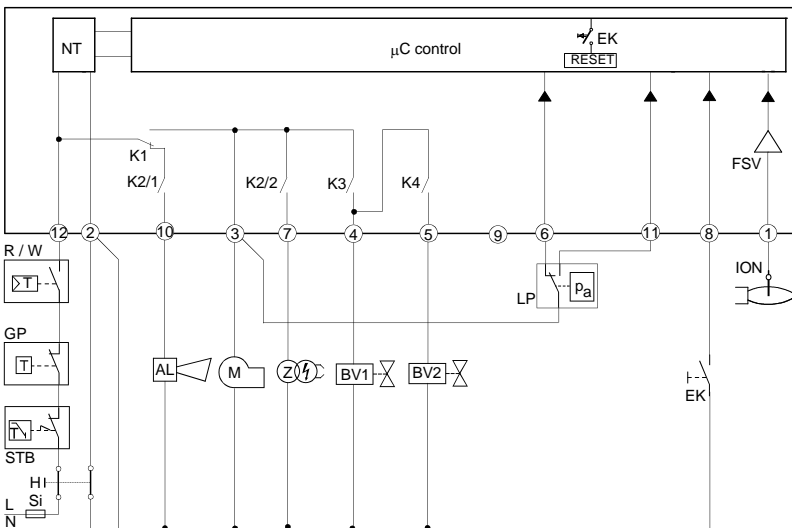 NT
μC control
EK
RESET
K1
K2/1
K2/2
K3
K4
FSV
12
2
10
3
7
4
5
9
6
11
8
1
R / W
T
LP
pa
ION
GP
T
AL
M
Z
BV1
BV2
EK
T
STB
H
Si
L
N